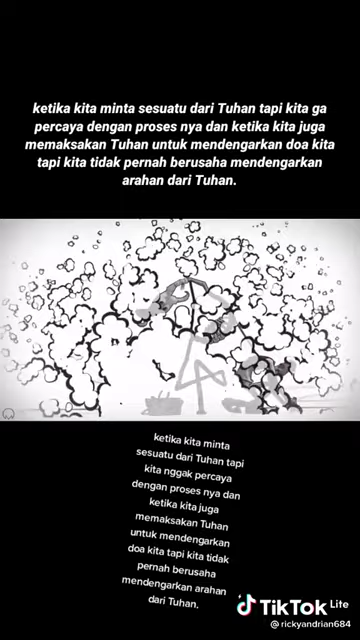 ketika kita minta sesuatu dari Tuhan tapi kita ga
percaya dengan proses nya dan ketika kita juga
memaksakan Tuhan untuk mendengarkan doa kita
tapi kita tidak pernah berusaha mendengarkan
arahan dari Tuhan.
ketika kita minta
sesuatu dari Tuhan tapi
kita nggak percaya
dengan proses nya dan
ketika kita juga
memaksakan Tuhan
untuk mendengarkan
doa kita tapi kita tidak
pernah berusaha
mendengarkan arahan
dari Tuhan.
TikTok Lite
@rickyandrian684